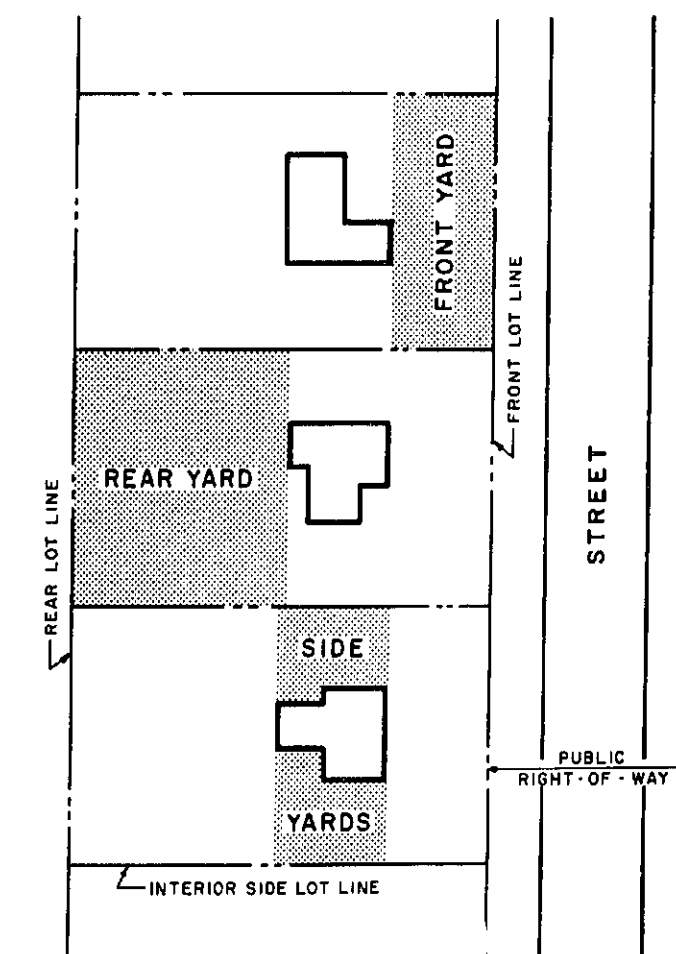 FRONT YARD
FRONT LOT LINE
REAR YARD
STREET
REAR LOT LINE
SIDE
YARDS
PUBLIC
RIGHT-OF-WAY
INTERIOR SIDE LOT LINE